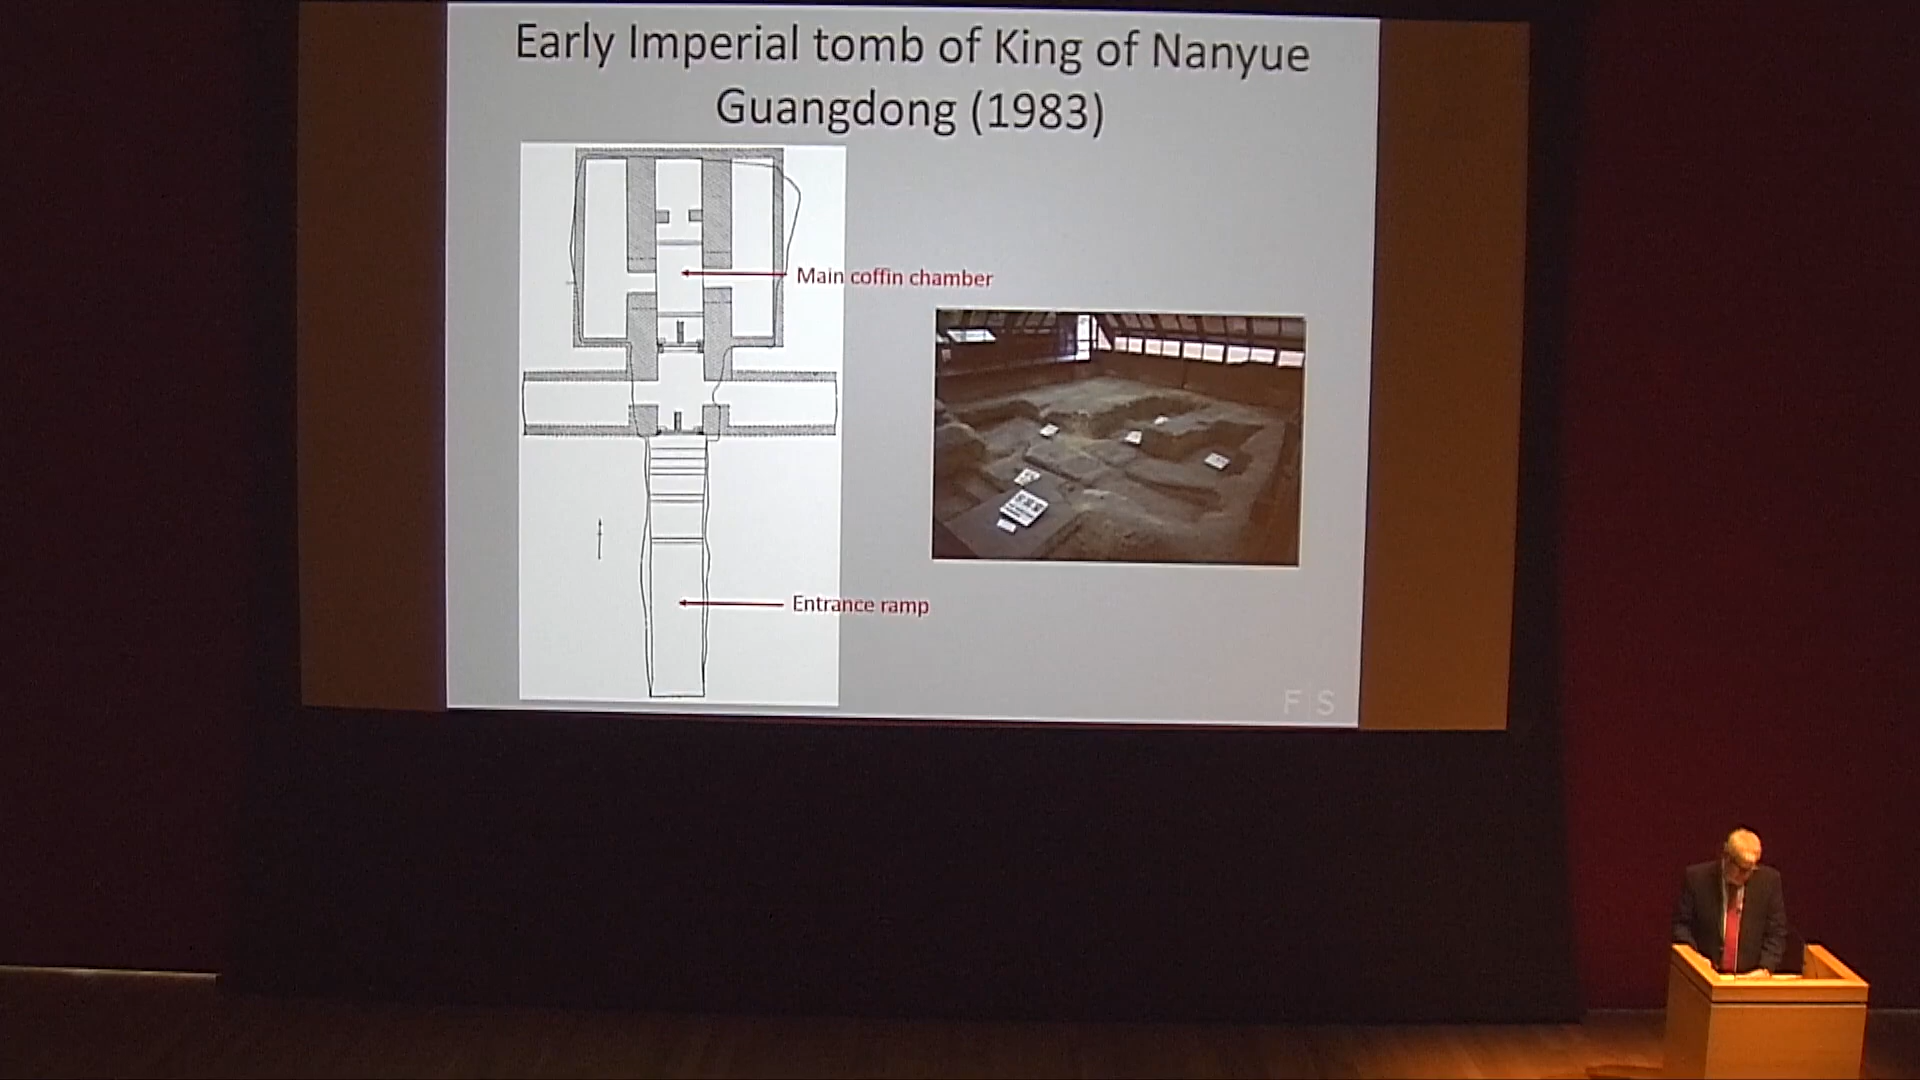 Early Imperial tomb of King of Nanyue
Guangdong (1983)
Main coffin chamber
Entrance ramp
F|S